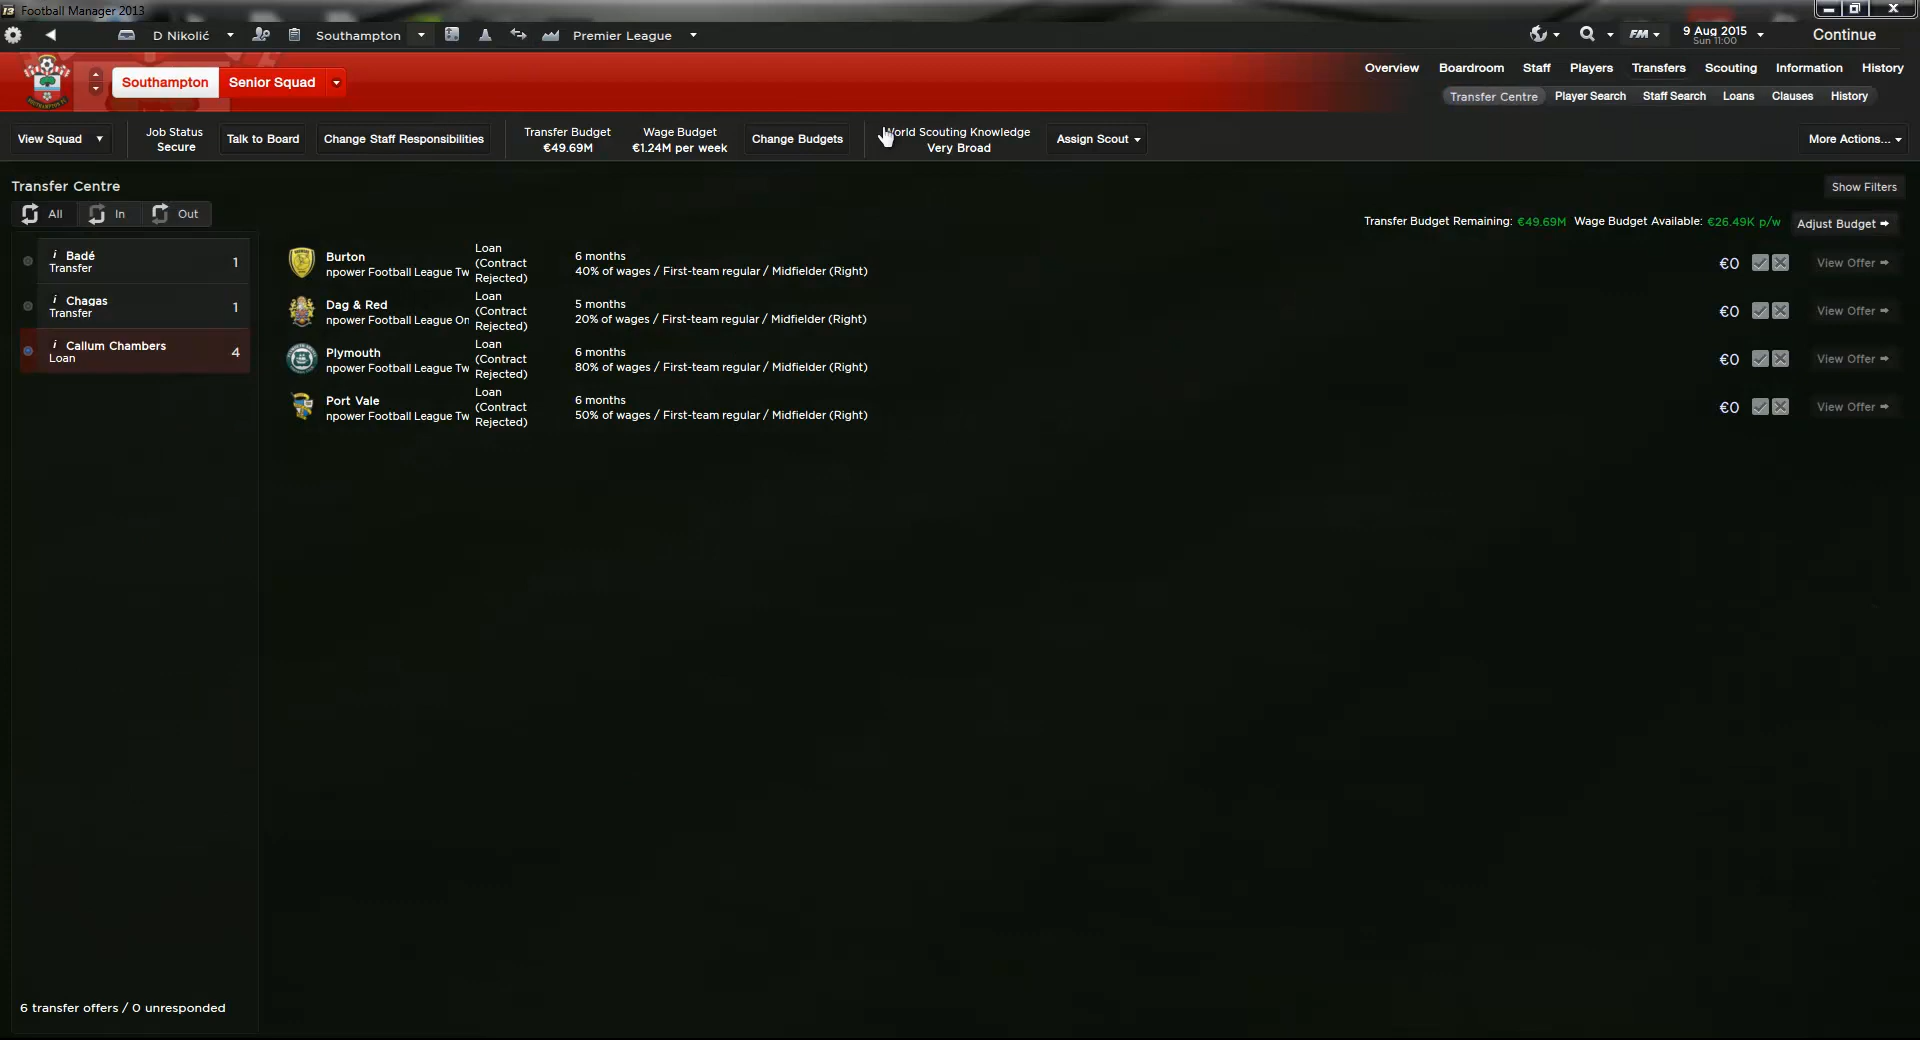 Football Manager 2013
D Nikolić
Southampton
Premier League
FM
9 Aug 2015
Sun 11:00
Continue
Southampton
Senior Squad
Overview
Boardroom
Staff
Players
Transfers
Scouting
Information
History
Transfer Centre
Player Search
Staff Search
Loans
Clauses
History
View Squad
Job Status
Secure
Talk to Board
Change Staff Responsibilities
Transfer Budget
€49.69M
Wage Budget
€1.24M per week
Change Budgets
World Scouting Knowledge
Very Broad
Assign Scout
More Actions...
Transfer Centre
Show Filters
All
In
Out
Transfer Budget Remaining: €49.69M Wage Budget Available: €26.49K p/w
Adjust Budget
i Badé
Transfer
1
i Chagas
Transfer
1
i Callum Chambers
Loan
4
Burton
npower Football League Tw
Loan
(Contract
Rejected)
6 months
40% of wages / First-team regular / Midfielder (Right)
€0
View Offer
Dag & Red
npower Football League On
Loan
(Contract
Rejected)
5 months
20% of wages / First-team regular / Midfielder (Right)
€0
View Offer
Plymouth
npower Football League Tw
Loan
(Contract
Rejected)
6 months
80% of wages / First-team regular / Midfielder (Right)
€0
View Offer
Port Vale
npower Football League Tw
Loan
(Contract
Rejected)
6 months
50% of wages / First-team regular / Midfielder (Right)
€0
View Offer
6 transfer offers / 0 unresponded